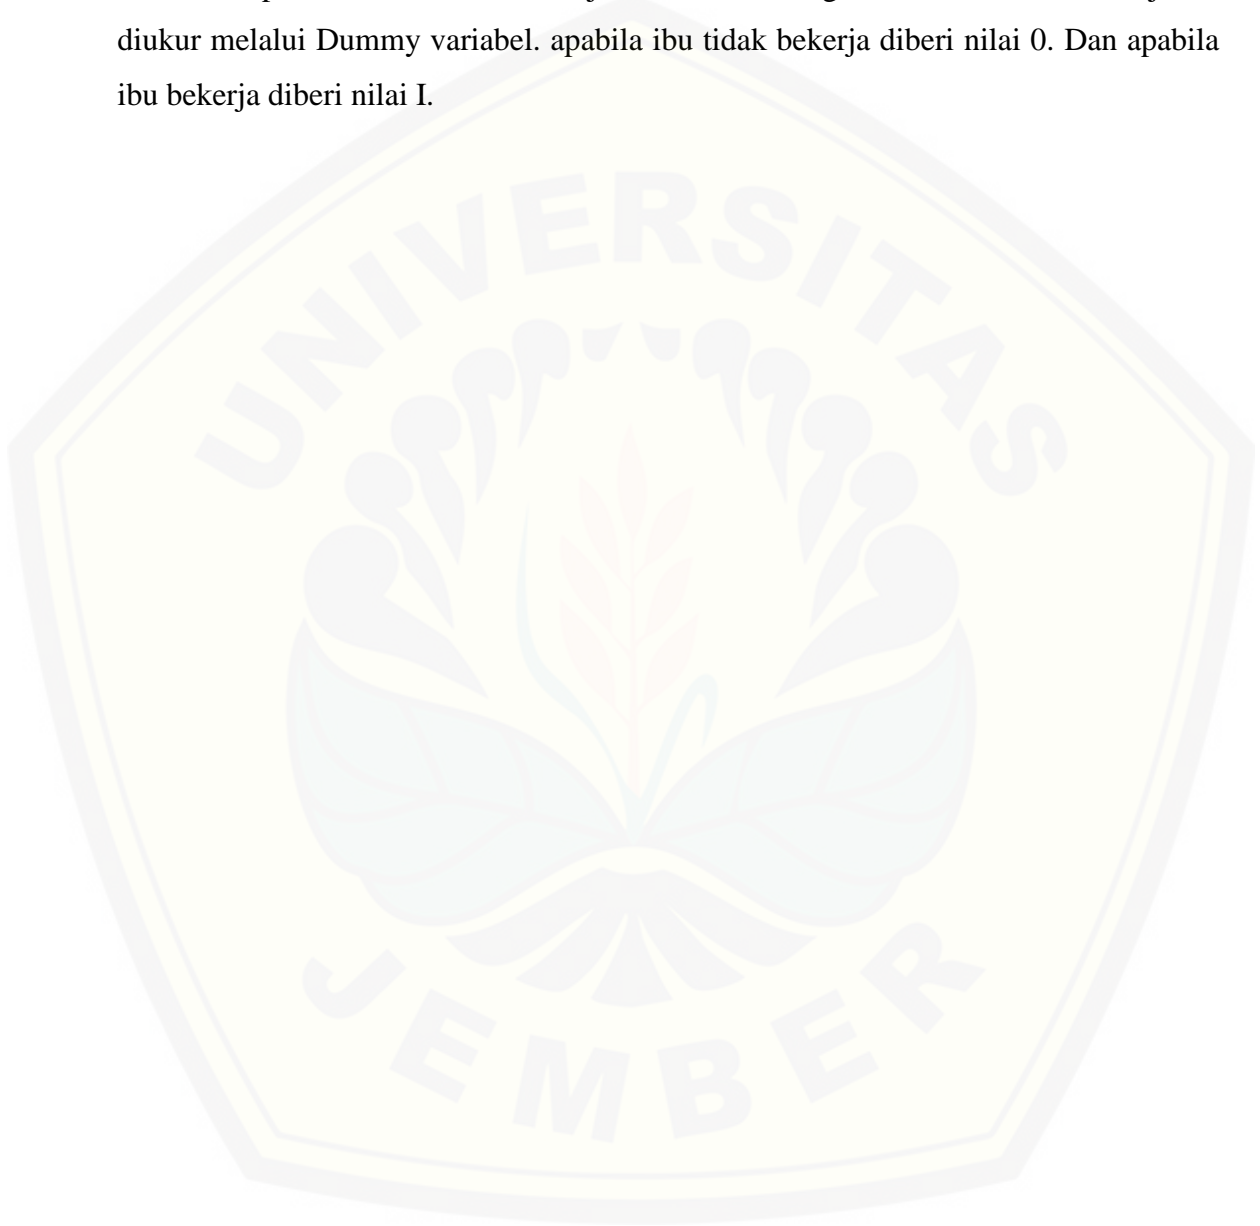 diukur melalui Dummy variabel. apabila ibu tidak bekerja diberi nilai 0. Dan apabila
ibu bekerja diberi nilai I.
UNIVERSITAS
JEMBER